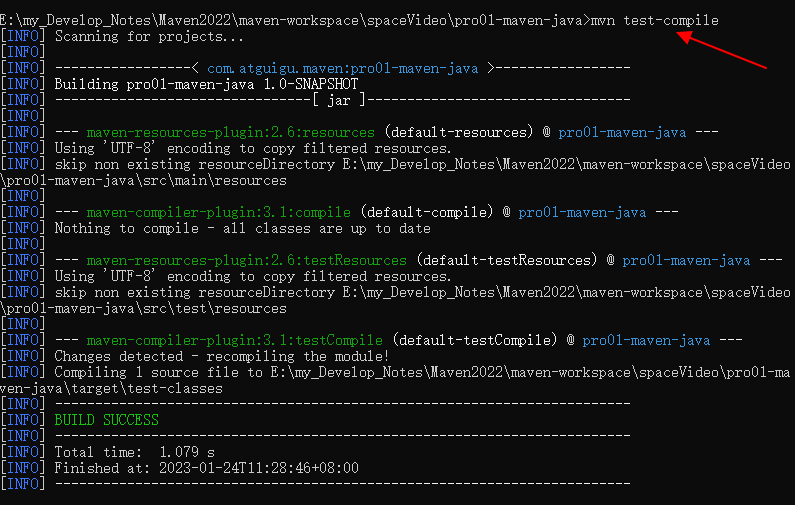 E:\my_Develop_Notes\Maven2022\maven-workspace\spaceVideo\pro01-maven-java>mvn test-compile
[INFO] Scanning for projects...
[INFO]
[INFO] -----------------< com.atguigu.maven:pro01-maven-java >-----------------
[INFO] Building pro01-maven-java 1.0-SNAPSHOT
[INFO] --------------------------------[ jar ]---------------------------------
[INFO]
[INFO] --- maven-resources-plugin:2.6:resources (default-resources) @ pro01-maven-java ---
[INFO] Using 'UTF-8' encoding to copy filtered resources.
[INFO] skip non existing resourceDirectory E:\my_Develop_Notes\Maven2022\maven-workspace\spaceVideo
\pro01-maven-java\src\main\resources
[INFO]
[INFO] --- maven-compiler-plugin:3.1:compile (default-compile) @ pro01-maven-java ---
[INFO] Nothing to compile - all classes are up to date
[INFO]
[INFO] --- maven-resources-plugin:2.6:testResources (default-testResources) @ pro01-maven-java ---
[INFO] Using 'UTF-8' encoding to copy filtered resources.
[INFO] skip non existing resourceDirectory E:\my_Develop_Notes\Maven2022\maven-workspace\spaceVideo
\pro01-maven-java\src\test\resources
[INFO]
[INFO] --- maven-compiler-plugin:3.1:testCompile (default-testCompile) @ pro01-maven-java ---
[INFO] Changes detected - recompiling the module!
[INFO] Compiling 1 source file to E:\my_Develop_Notes\Maven2022\maven-workspace\spaceVideo\pro01-ma
ven-java\target\test-classes
[INFO] ------------------------------------------------------------------------
[INFO] BUILD SUCCESS
[INFO] ------------------------------------------------------------------------
[INFO] Total time:  1.079 s
[INFO] Finished at: 2023-01-24T11:28:46+08:00
[INFO] ------------------------------------------------------------------------